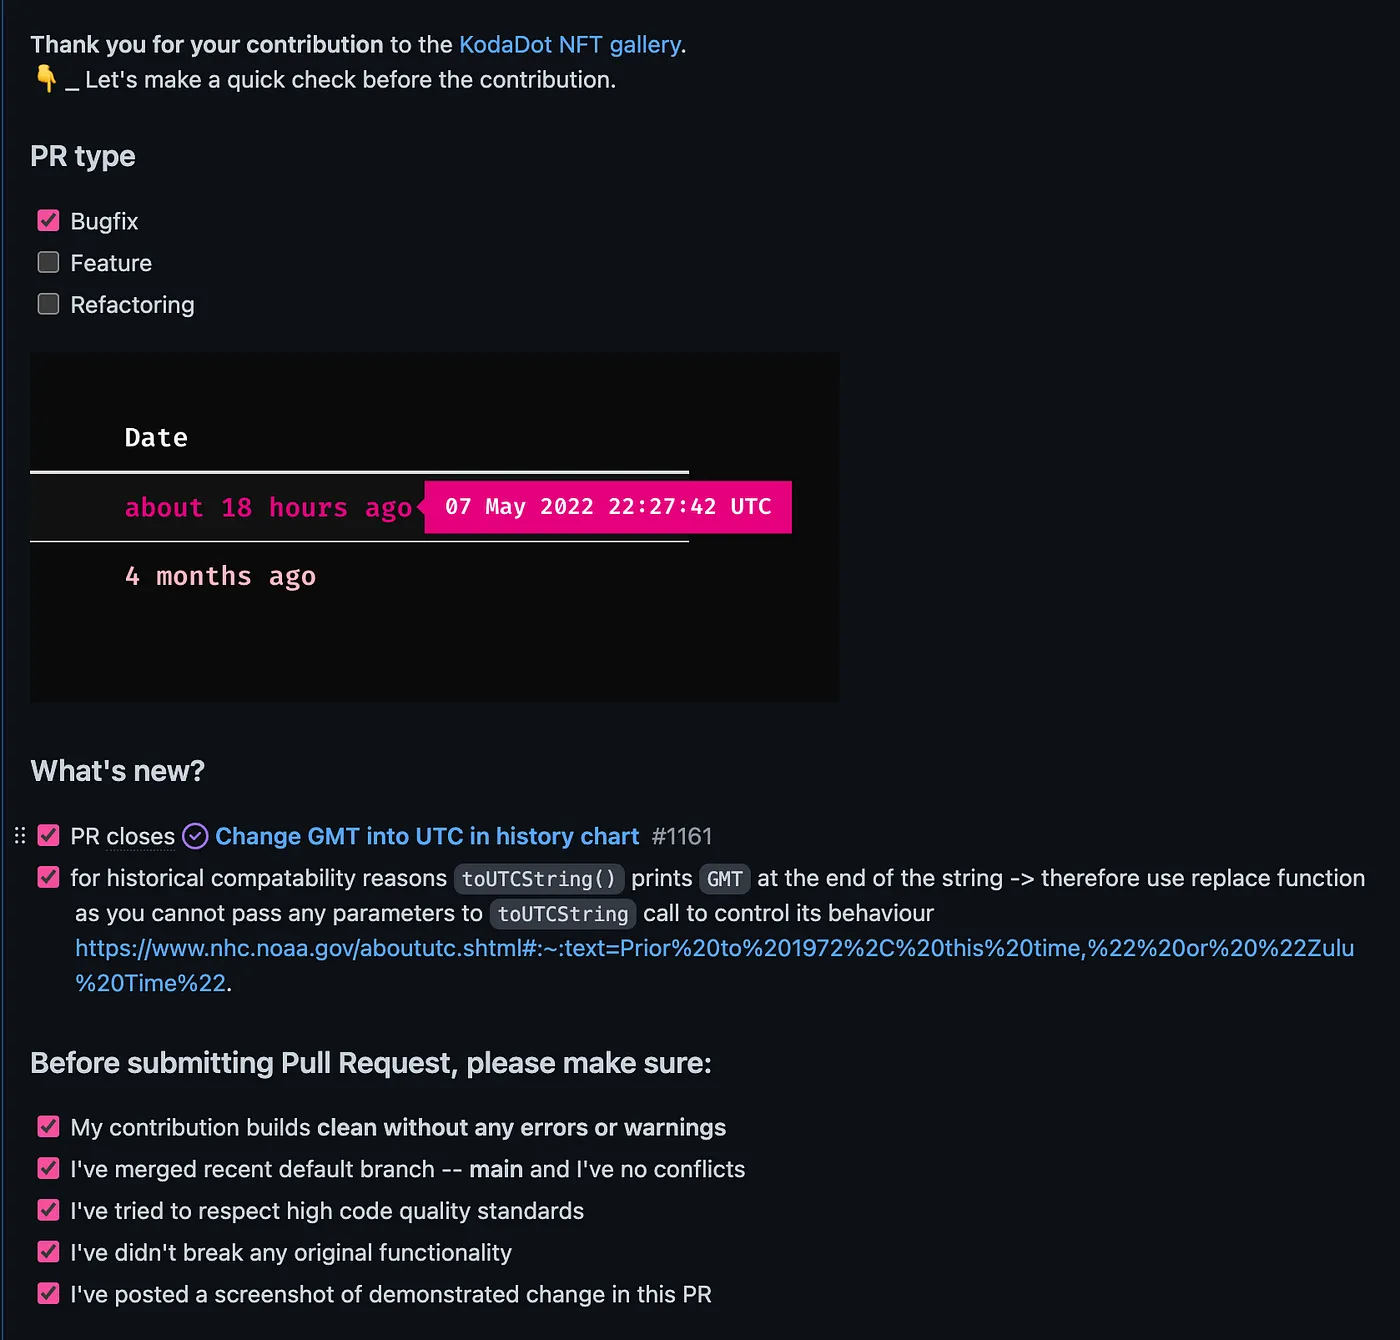 Thank you for your contribution to the KodaDot NFT gallery.
👇 _ Let's make a quick check before the contribution.
PR type
Bugfix
Feature
Refactoring
Date
about 18 hours ago 07 May 2022 22:27:42 UTC
4 months ago
What's new?
PR closes Change GMT into UTC in history chart #1161
for historical compatability reasons toUTCString() prints GMT at the end of the string -> therefore use replace function
as you cannot pass any parameters to toUTCString call to control its behaviour
https://www.nhc.noaa.gov/aboututc.shtml#:~:text=Prior%20to%201972%2C%20this%20time,%22%20or%20%22Zulu
%20Time%22.
Before submitting Pull Request, please make sure:
My contribution builds clean without any errors or warnings
I've merged recent default branch -- main and I've no conflicts
I've tried to respect high code quality standards
I've didn't break any original functionality
I've posted a screenshot of demonstrated change in this PR